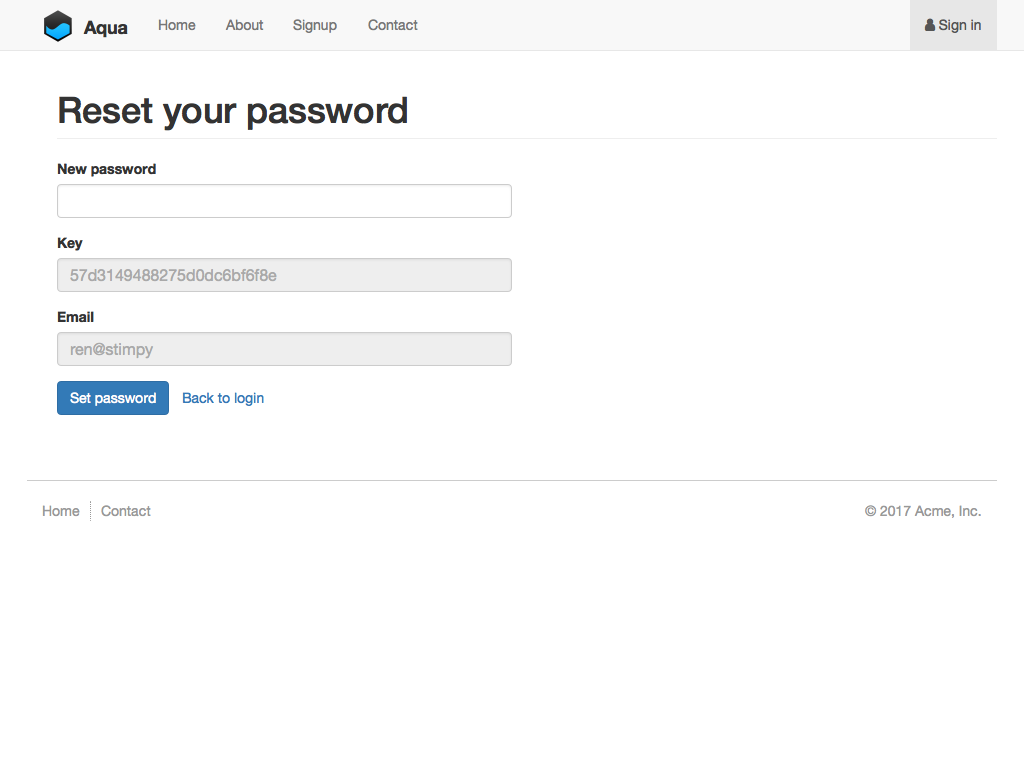 Aqua Home About Signup Contact Sign in
Reset your password
New password
Key
57d3149488275d0dc6bf6f8e
Email
ren@stimpy
Set password Back to login
Home Contact © 2017 Acme, Inc.